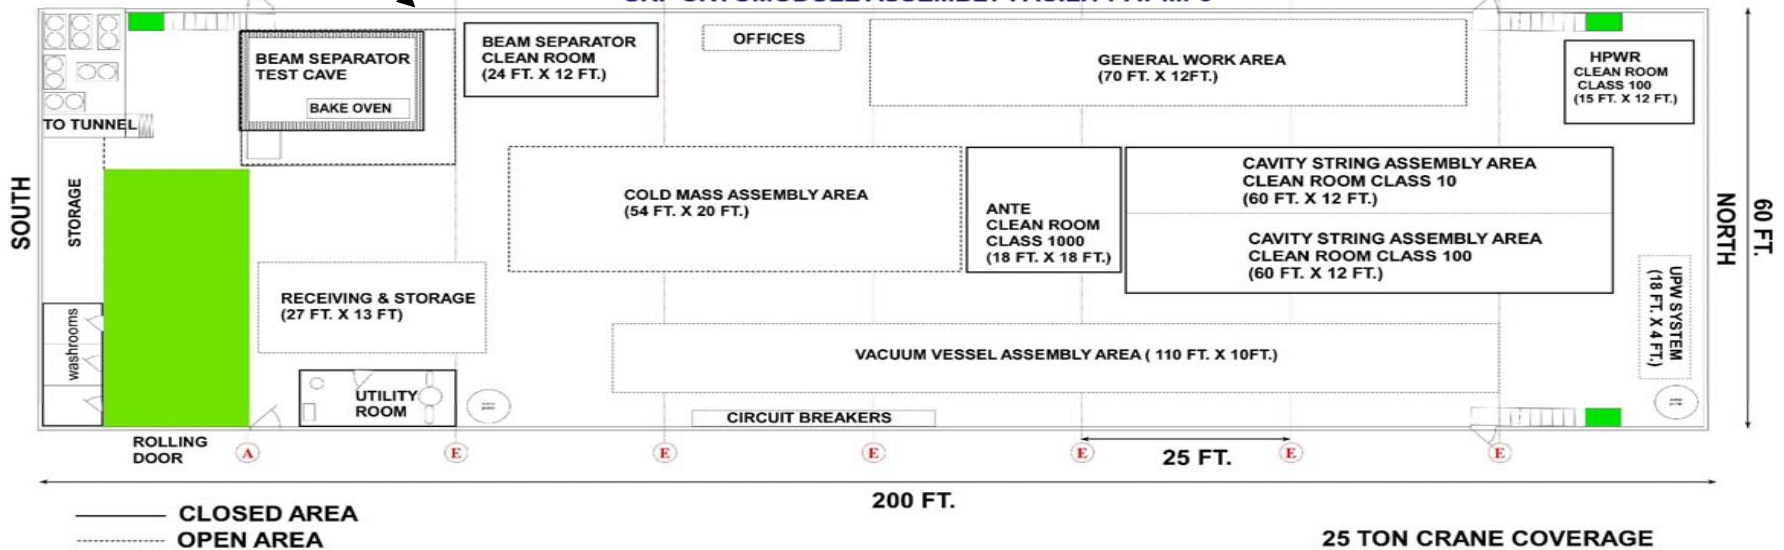 BEAM SEPARATOR
TEST CAVE
BAKE OVEN
BEAM SEPARATOR
CLEAN ROOM
(24 FT. X 12 FT.)
OFFICES
GENERAL WORK AREA
(70 FT. X 12FT.)
HPWR
CLEAN ROOM
CLASS 100
(15 FT. X 12 FT.)
TO TUNNEL
SOUTH
STORAGE
COLD MASS ASSEMBLY AREA
(54 FT. X 20 FT.)
ANTE
CLEAN ROOM
CLASS 1000
(18 FT. X 18 FT.)
CAVITY STRING ASSEMBLY AREA
CLEAN ROOM CLASS 10
(60 FT. X 12 FT.)
CAVITY STRING ASSEMBLY AREA
CLEAN ROOM CLASS 100
(60 FT. X 12 FT.)
NORTH
60 FT.
UPW SYSTEM
(18 FT. X 4 FT.)
RECEIVING & STORAGE
(27 FT. X 13 FT)
washrooms
VACUUM VESSEL ASSEMBLY AREA ( 110 FT. X 10FT.)
UTILITY
ROOM
CIRCUIT BREAKERS
ROLLING
DOOR
A
E
E
E
E
E
E
25 FT.
200 FT.
CLOSED AREA
OPEN AREA
25 TON CRANE COVERAGE